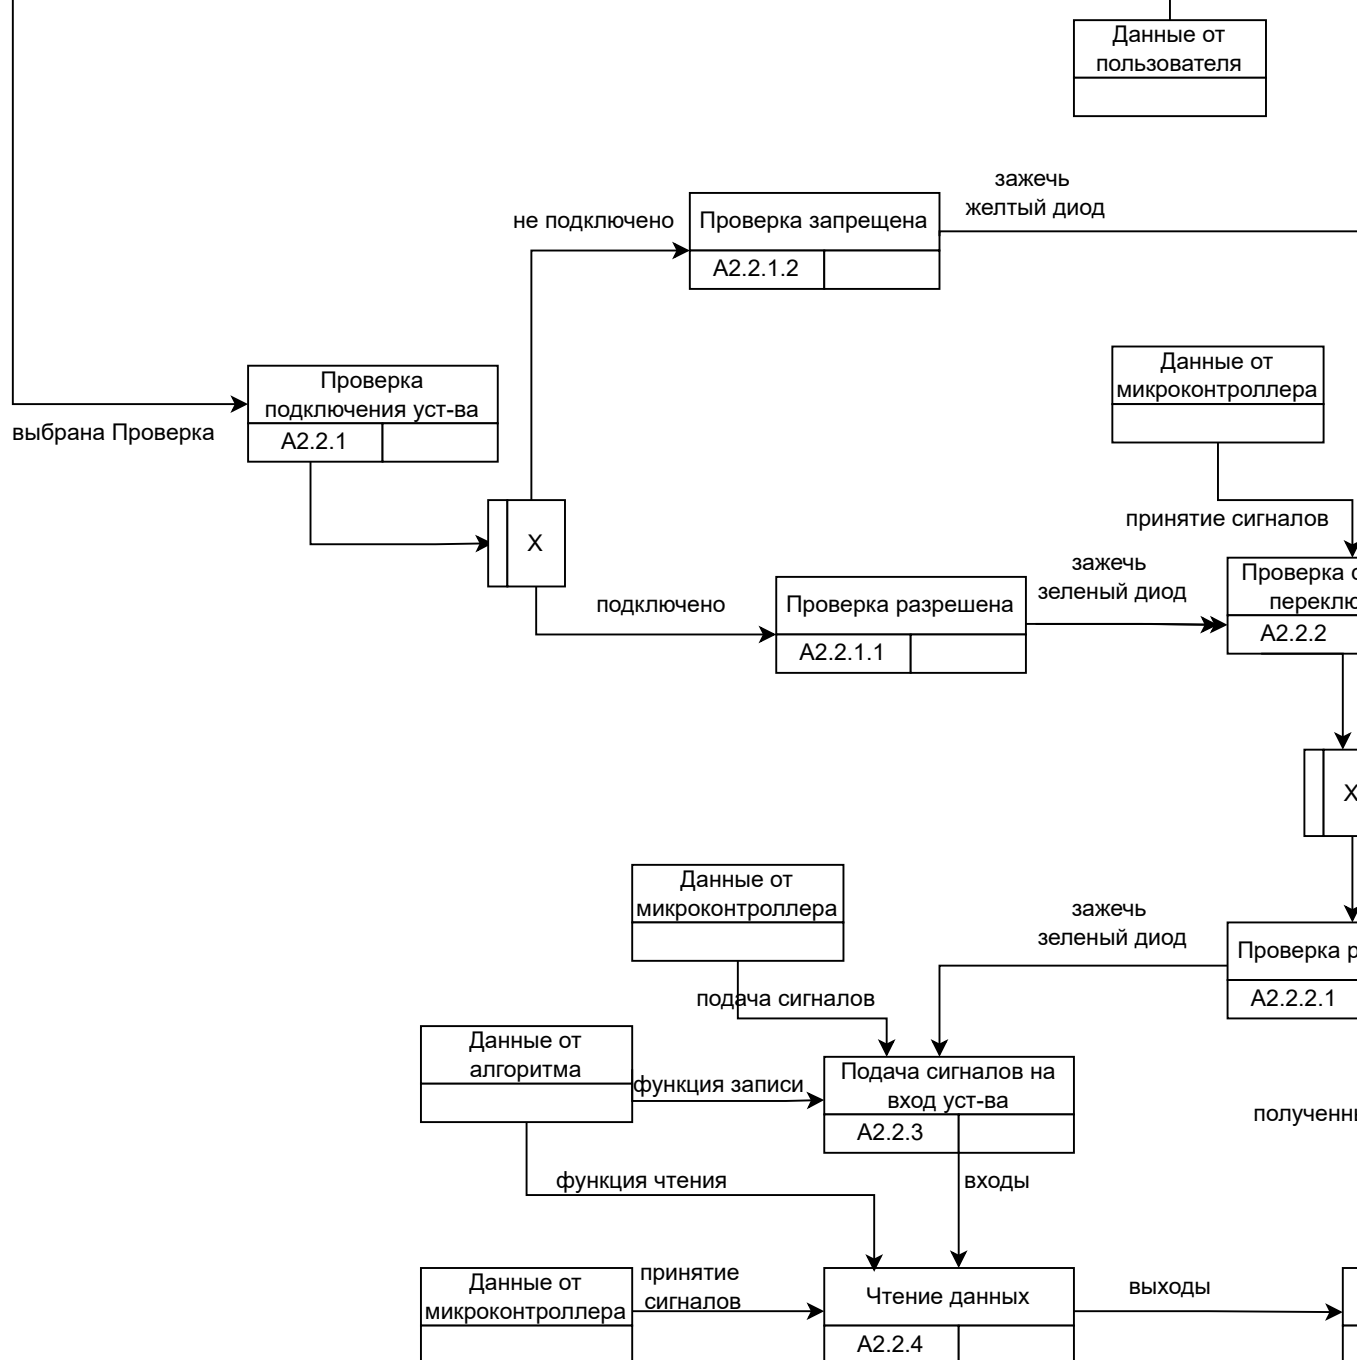 Данные от
пользователя
зажечь
желтый диод
не подключено
Проверка запрещена
A2.2.1.2
Данные от
микроконтроллера
Проверка
подключения уст-ва
A2.2.1
выбрана Проверка
принятие сигналов
X
зажечь
зеленый диод
подключено
Проверка разрешена
A2.2.1.1
Проверка
A2.2.2
X
Данные от
микроконтроллера
зажечь
зеленый диод
Проверка
A2.2.2.1
подача сигналов
Данные от
алгоритма
функция записи
Подача сигналов на
вход уст-ва
A2.2.3
функция чтения
входы
Данные от
микроконтроллера
принятие
сигналов
Чтение данных
A2.2.4
выходы